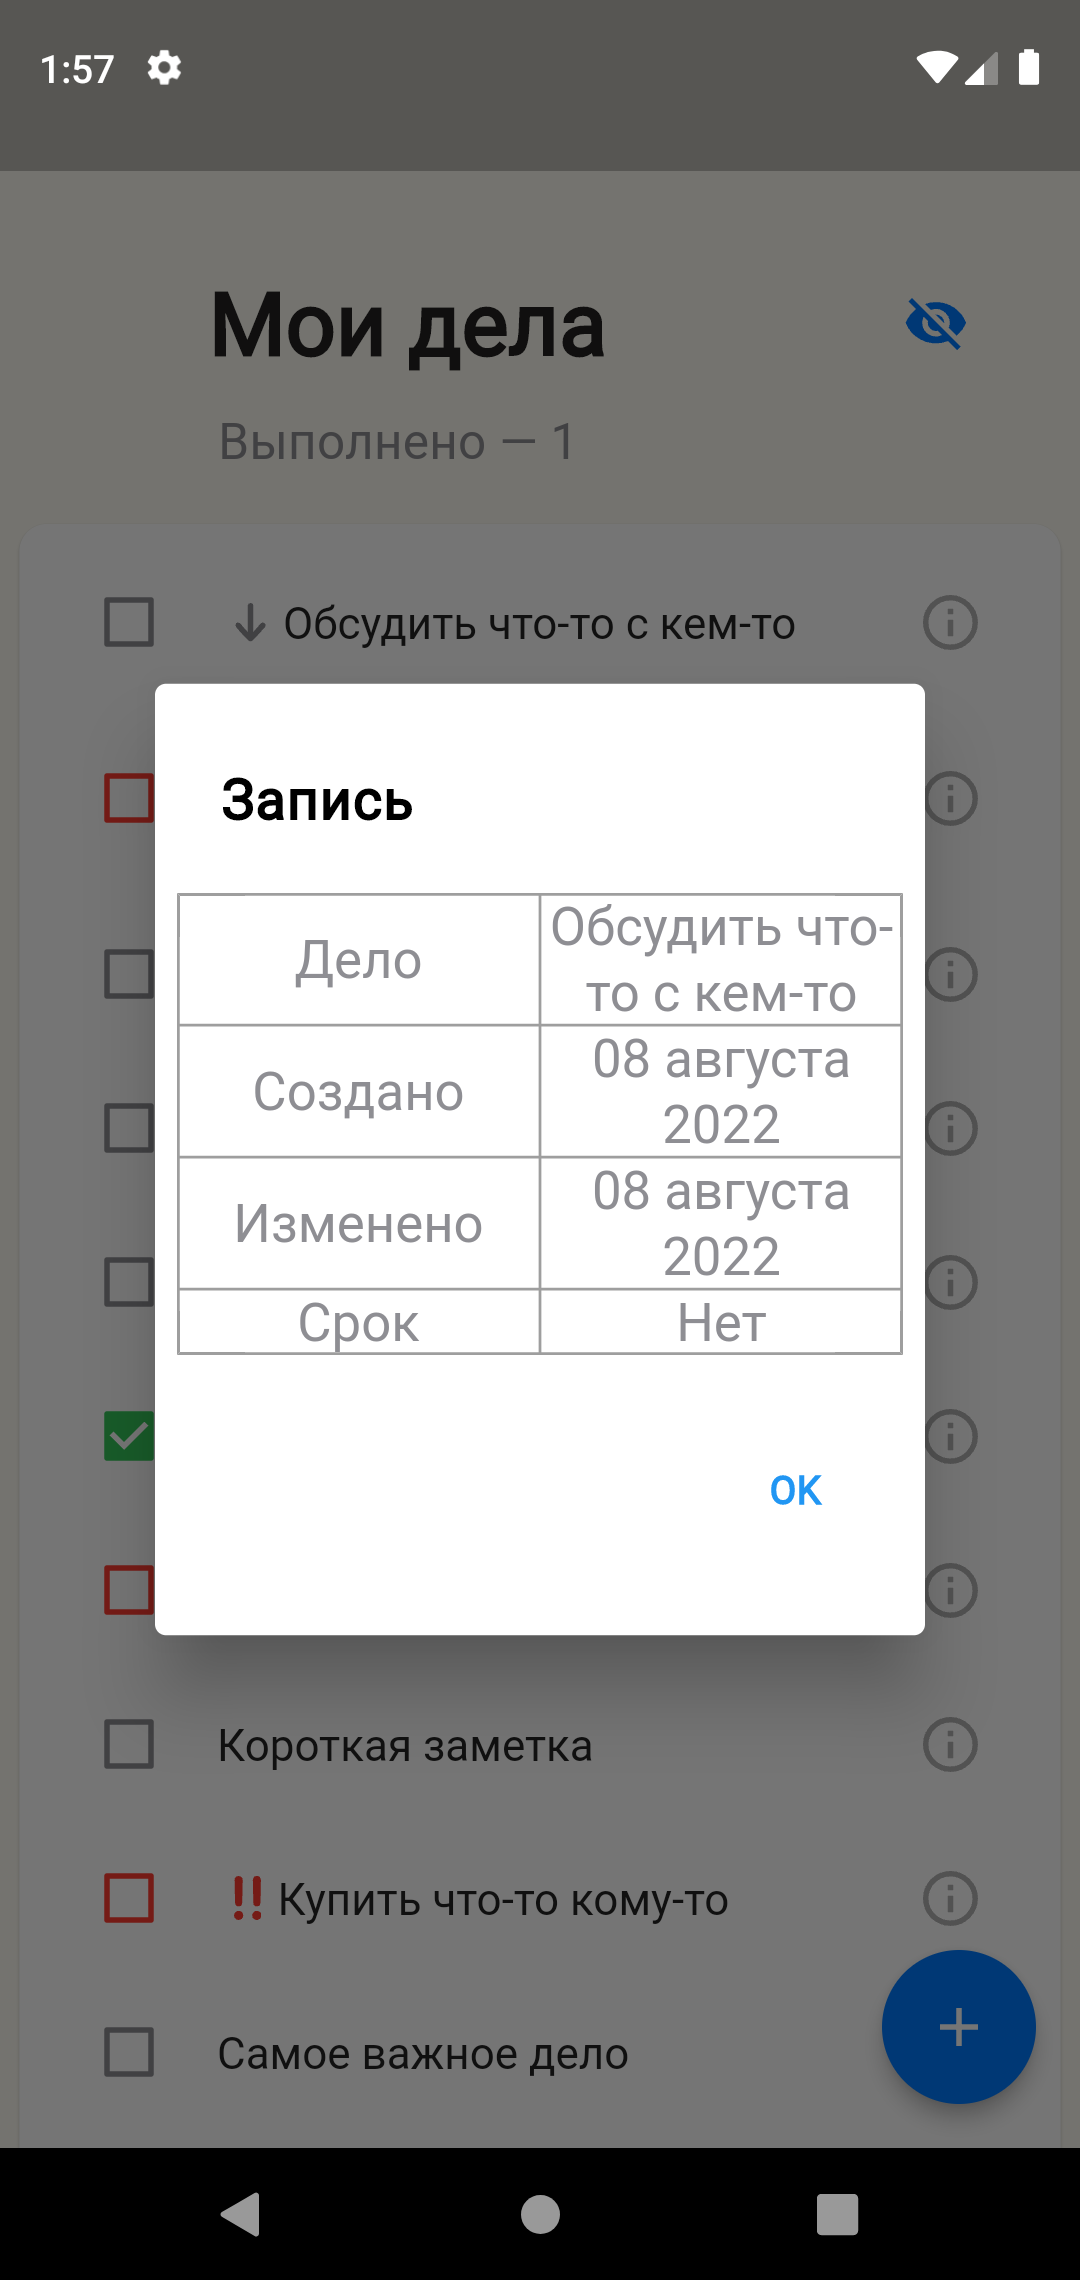 1:57
Мои дела
Выполнено — 1
Обсудить что-то с кем-то
Запись
Дело
Обсудить что-
то с кем-то
Создано
08 августа
2022
Изменено
08 августа
2022
Срок
Нет
OK
Короткая заметка
!! Купить что-то кому-то
Самое важное дело